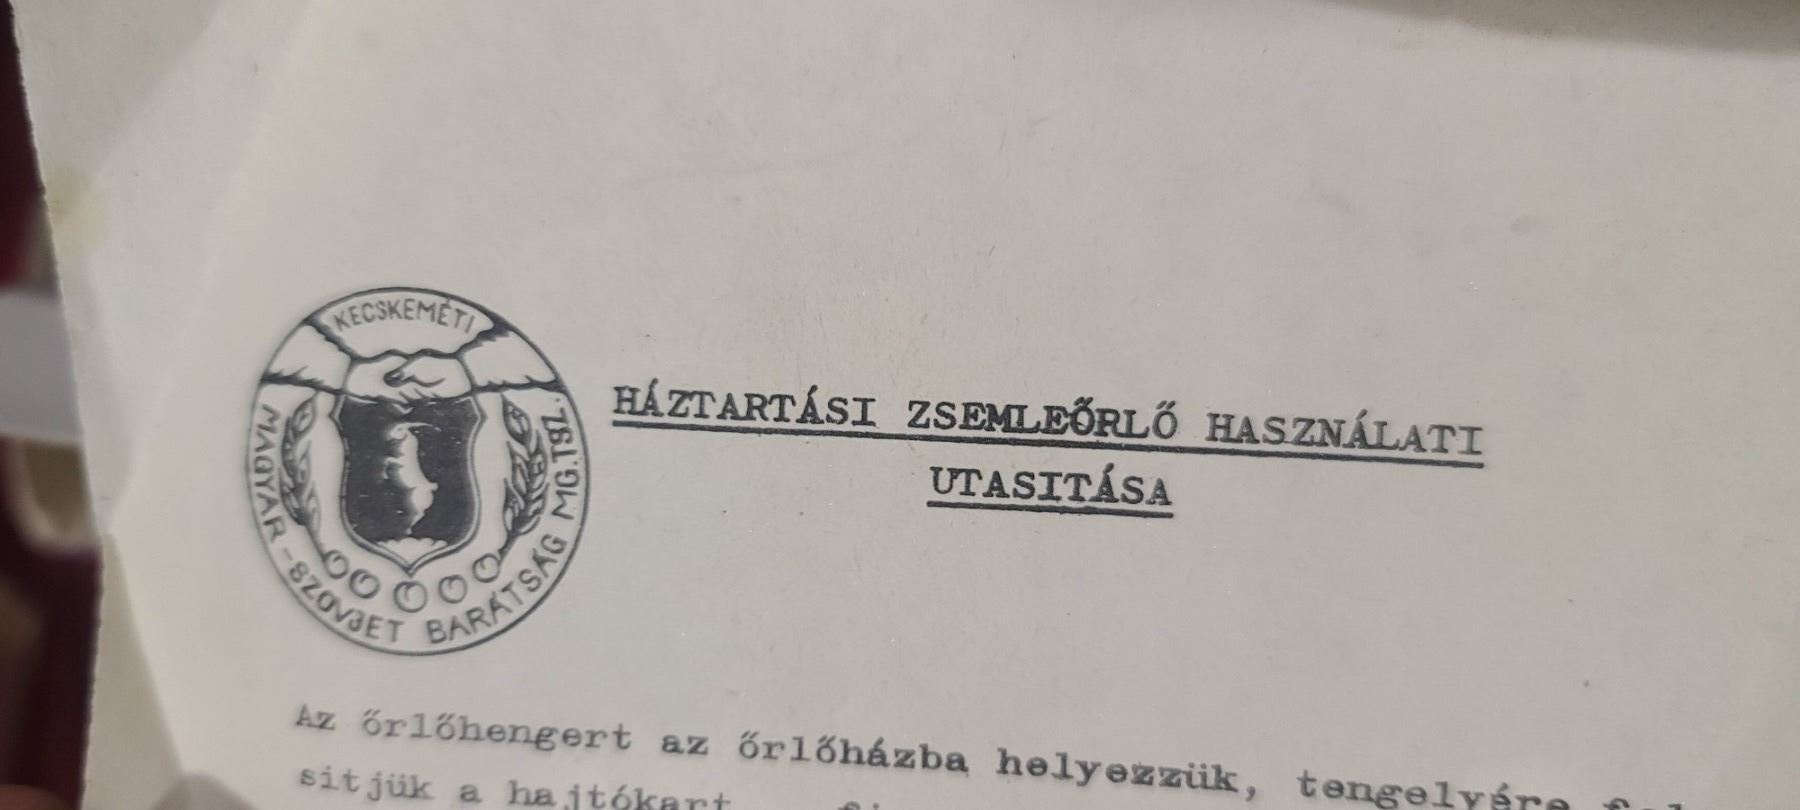 KECSKEMÉTI
MAGYAR-SZOVJET BARÁTSÁG MG.TSZ.
HÁZTARTÁSI ZSEMLEŐRLŐ HASZNÁLATI
UTASITÁSA
Az őrlőhengert az őrlőházba helyezzük, tengelyére
sitjük a hajtókart